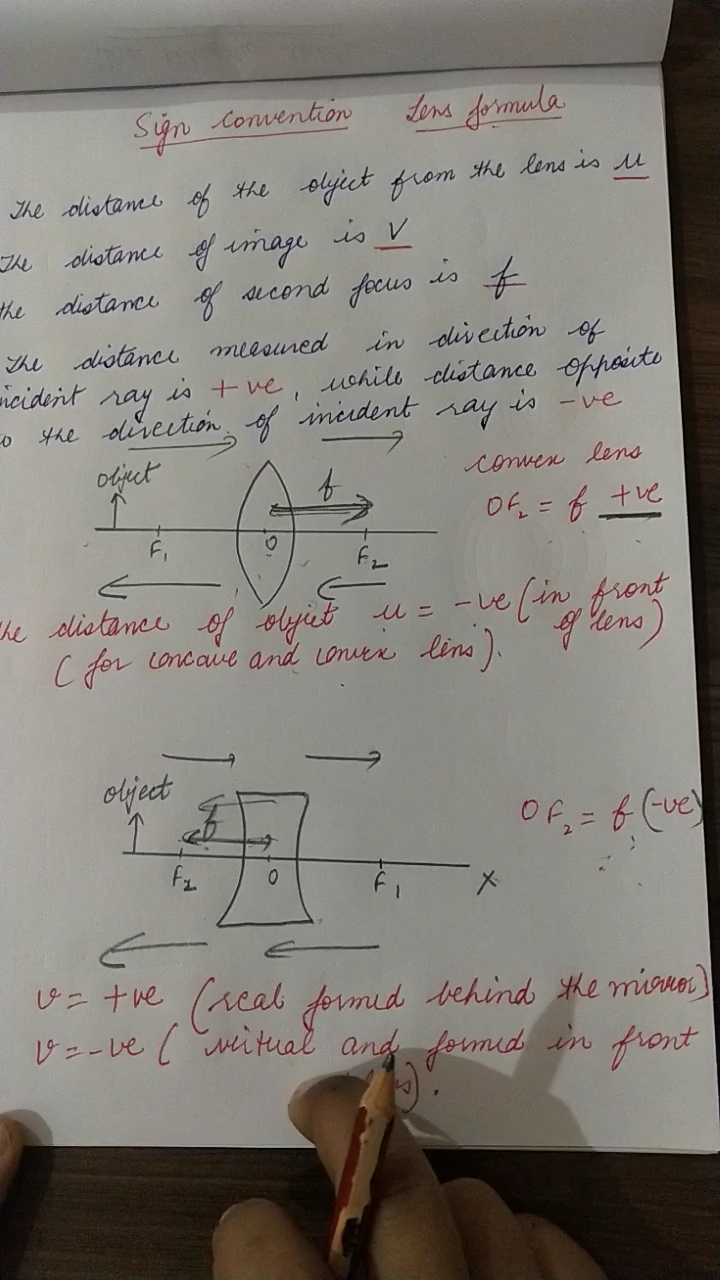 Sign convention Lens formula
The distance of the object from the lens is u
The distance of image is V
the distance of second focus is f
The distance measured in direction of
ncident ray is +ve, while distance opposite
o the direction of incident ray is -ve
convex lens
object
f
OF₂ = f +ve
F₁ O F₂
he distance of object u = -ve (in front
of lens)
(for concave and convex lens).
object
f
OF₂ = f (-ve)
F₂ O F₁ X
v = +ve (real formed behind the mirror)
v = -ve ( virtual and formed in front